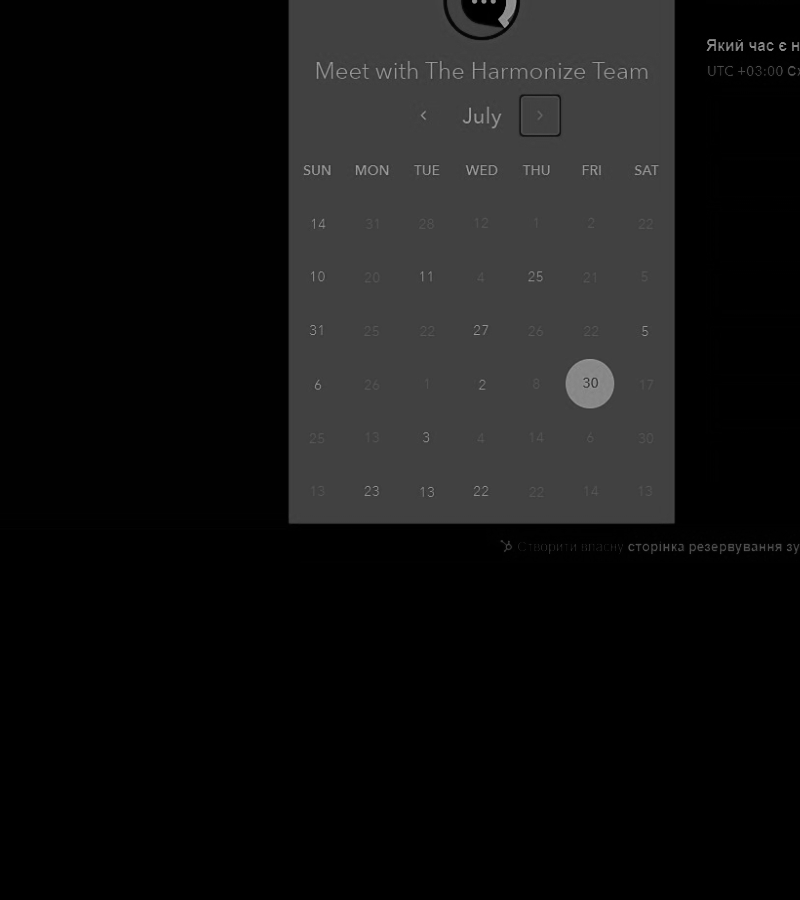 Meet with The Harmonize Team
Який час є н
UTC +03:00
July
SUN MON TUE WED THU FRI SAT
14 31 28 12 1 2 22
10 20 11 4 25 21 5
31 25 22 27 26 22 5
6 26 1 2 8 30 17
25 13 3 4 14 6 30
13 23 13 22 22 14 13
Створити власну сторінка резервування зу